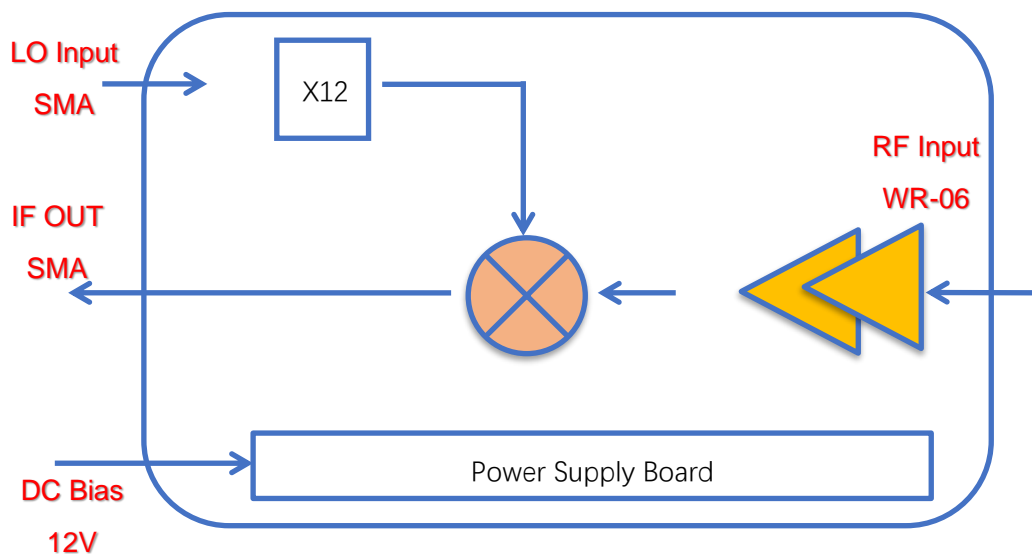 LO Input
SMA
X12
RF Input
WR-06
IF OUT
SMA
Power Supply Board
DC Bias
12V